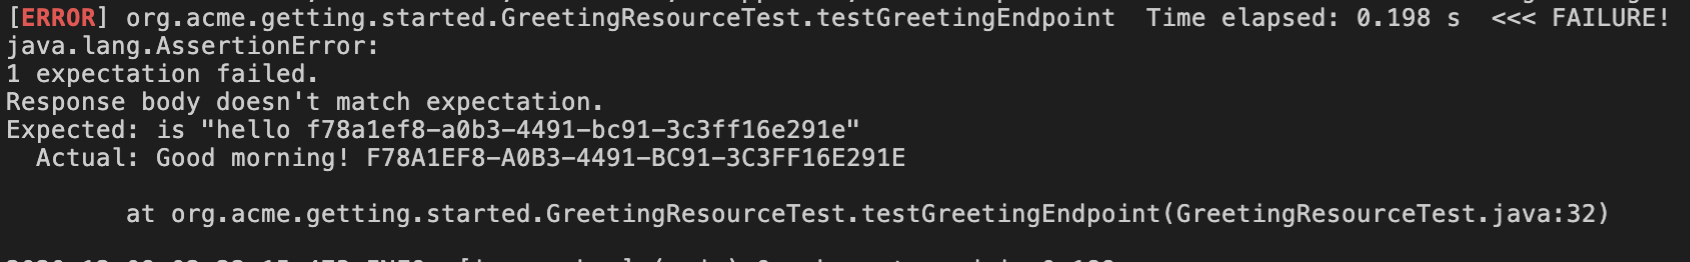 [ERROR] org.acme.getting.started.GreetingResourceTest.testGreetingEndpoint  Time elapsed: 0.198 s  <<< FAILURE!
java.lang.AssertionError:
1 expectation failed.
Response body doesn't match expectation.
Expected: is "hello f78a1ef8-a0b3-4491-bc91-3c3ff16e291e"
  Actual: Good morning! F78A1EF8-A0B3-4491-BC91-3C3FF16E291E
        at org.acme.getting.started.GreetingResourceTest.testGreetingEndpoint(GreetingResourceTest.java:32)